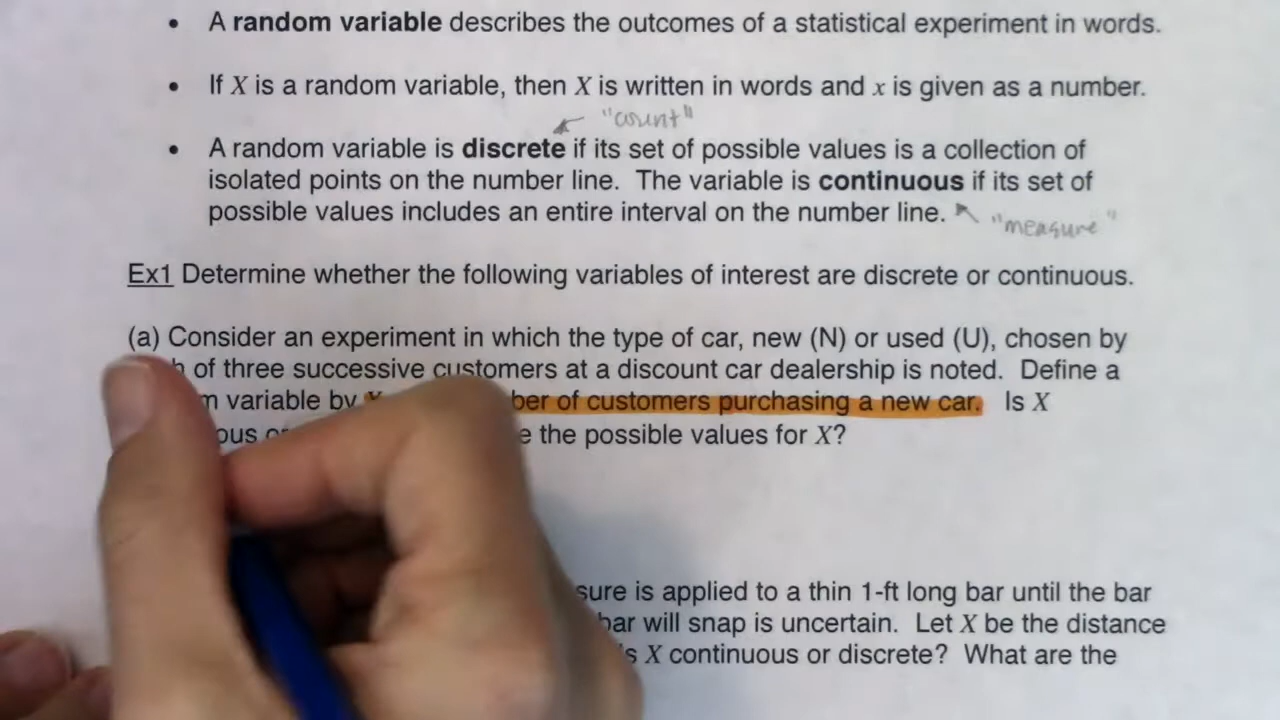 • A random variable describes the outcomes of a statistical experiment in words.
• If X is a random variable, then X is written in words and x is given as a number.
"count"
• A random variable is discrete if its set of possible values is a collection of
isolated points on the number line. The variable is continuous if its set of
possible values includes an entire interval on the number line.
"measure"
Ex1 Determine whether the following variables of interest are discrete or continuous.
(a) Consider an experiment in which the type of car, new (N) or used (U), chosen by
of three successive customers at a discount car dealership is noted. Define a
variable by of customers purchasing a new car. Is X
the possible values for X?
is applied to a thin 1-ft long bar until the bar
bar will snap is uncertain. Let X be the distance
X continuous or discrete? What are the